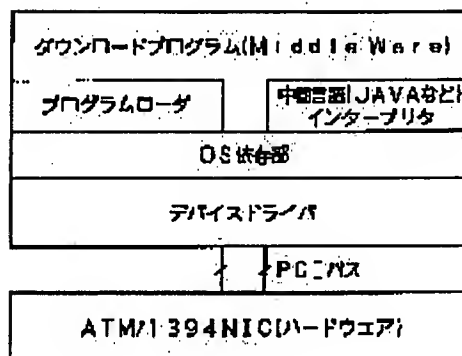 ダウンロードプログラム(Middle Ware)
プログラムローダ
中間言語(JAVAなど)
インタープリタ
OS依存部
デバイスドライバ
PCIバス
ATM/1394NIC(ハードウエア)